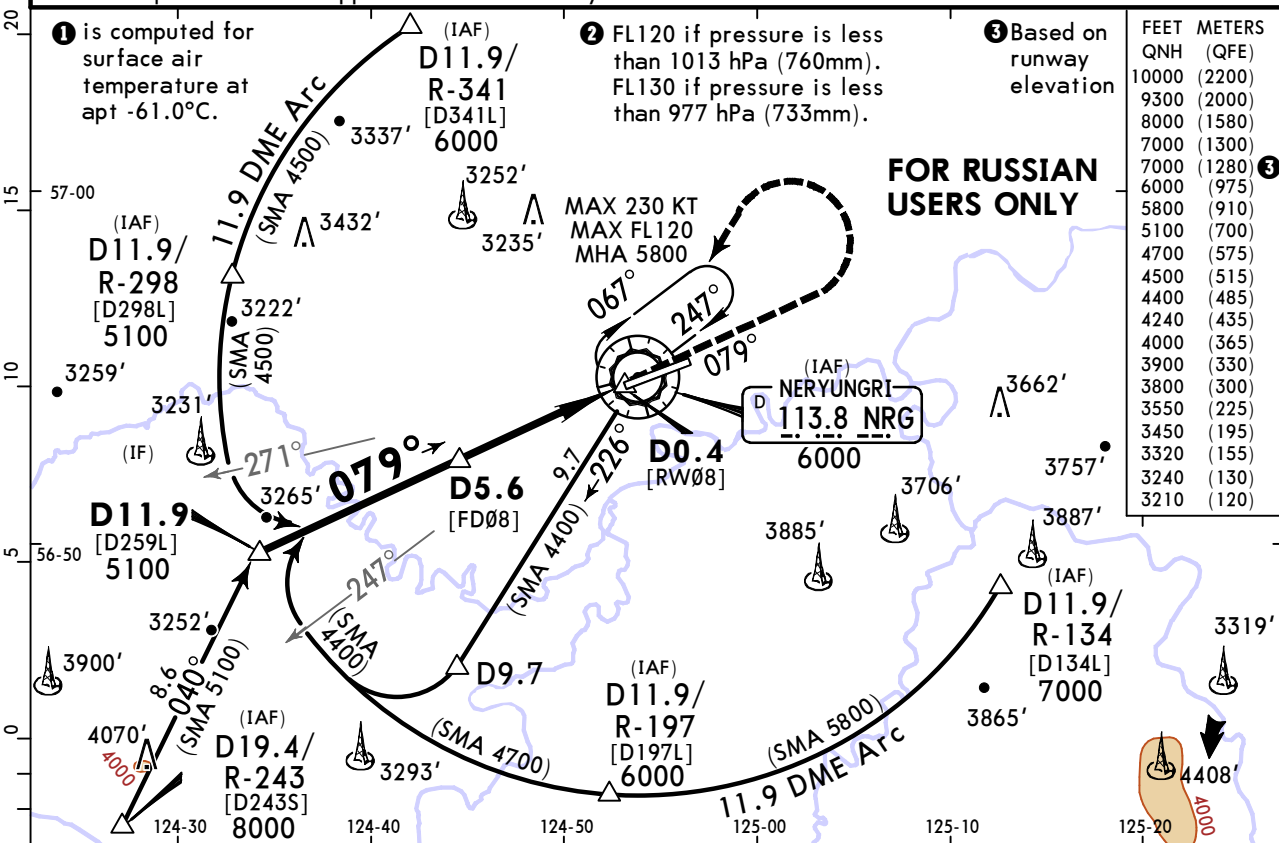 ❶ is computed for
surface air
temperature at
apt -61.0°C.
❷ FL120 if pressure is less
than 1013 hPa (760mm).
FL130 if pressure is less
than 977 hPa (733mm).
❸ Based on
runway
elevation
FEET METERS
QNH (QFE)
10000 (2200)
9300 (2000)
8000 (1580)
7000 (1300)
7000 (1280) ❸
6000 (975)
5800 (910)
5100 (700)
4700 (575)
4500 (515)
4400 (485)
4240 (435)
4000 (365)
3900 (330)
3800 (300)
3550 (225)
3450 (195)
3320 (155)
3240 (130)
3210 (120)
FOR RUSSIAN
USERS ONLY
(IAF)
D11.9/
R-341
[D341L]
6000
11.9 DME Arc
(SMA 4500)
3337'
3252'
3235'
3432'
MAX 230 KT
MAX FL120
MHA 5800
067°
247°
079°
(IAF)
D11.9/
R-298
[D298L]
5100
3222'
(SMA
4500)
3259'
3231'
(IF)
271°
079°
3265'
D11.9
[D259L]
5100
D5.6
[FDØ8]
9.7
226°
(SMA 4400)
D0.4
[RWØ8]
(IAF)
NERYUNGRI
D 113.8 NRG
6000
3662'
3757'
3706'
3885'
3887'
247°
(SMA
4400)
D9.7
3252'
3900'
8.6
040°
(SMA 5100)
4070'
4000
(IAF)
D19.4/
R-243
[D243S]
8000
3293'
(SMA 4700)
(IAF)
D11.9/
R-197
[D197L]
6000
(SMA 5800)
11.9 DME Arc
(IAF)
D11.9/
R-134
[D134L]
7000
3865'
3319'
4408'
4000
20
15
10
5
0
57-00
56-50
124-30
124-40
124-50
125-00
125-10
125-20